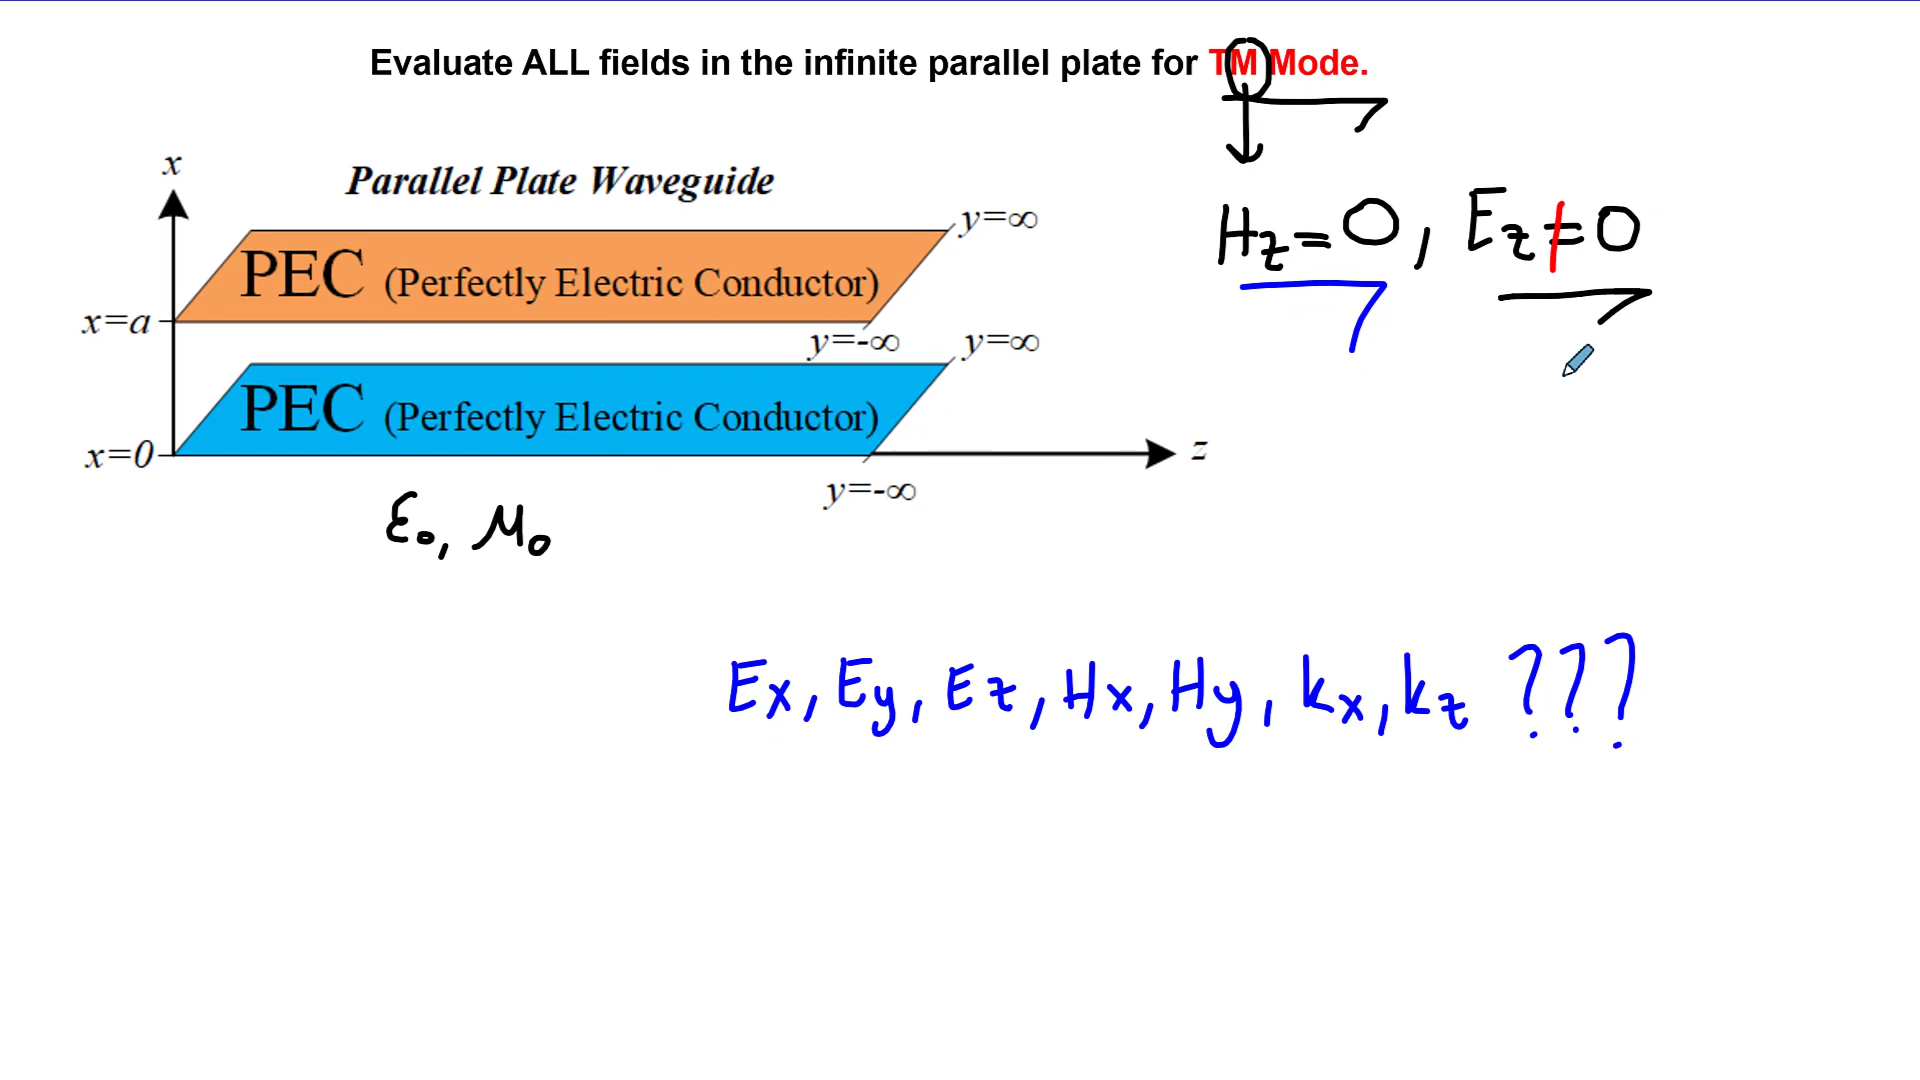 Evaluate ALL fields in the infinite parallel plate for TM Mode.
x
Parallel Plate Waveguide
y=∞
Hz=0, Ez≠0
PEC (Perfectly Electric Conductor)
x=a
y=-∞
y=∞
PEC (Perfectly Electric Conductor)
x=0
z
y=-∞
ε₀, μ₀
Ex, Ey, Ez, Hx, Hy, kx, kz ???